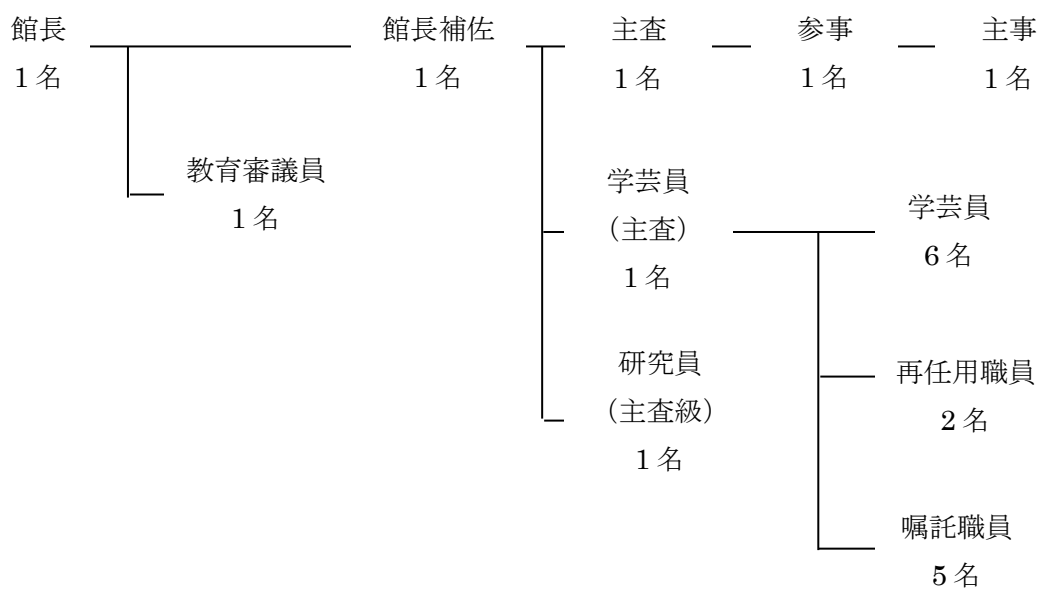 館長
1名
館長補佐
1名
主査
1名
参事
1名
主事
1名
教育審議員
1名
学芸員
（主査）
1名
学芸員
6名
研究員
（主査級）
1名
再任用職員
2名
嘱託職員
5名